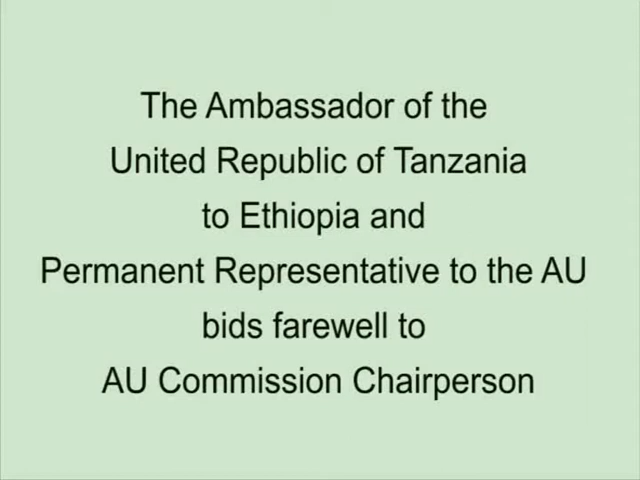 The Ambassador of the
United Republic of Tanzania
to Ethiopia and
Permanent Representative to the AU
bids farewell to
AU Commission Chairperson